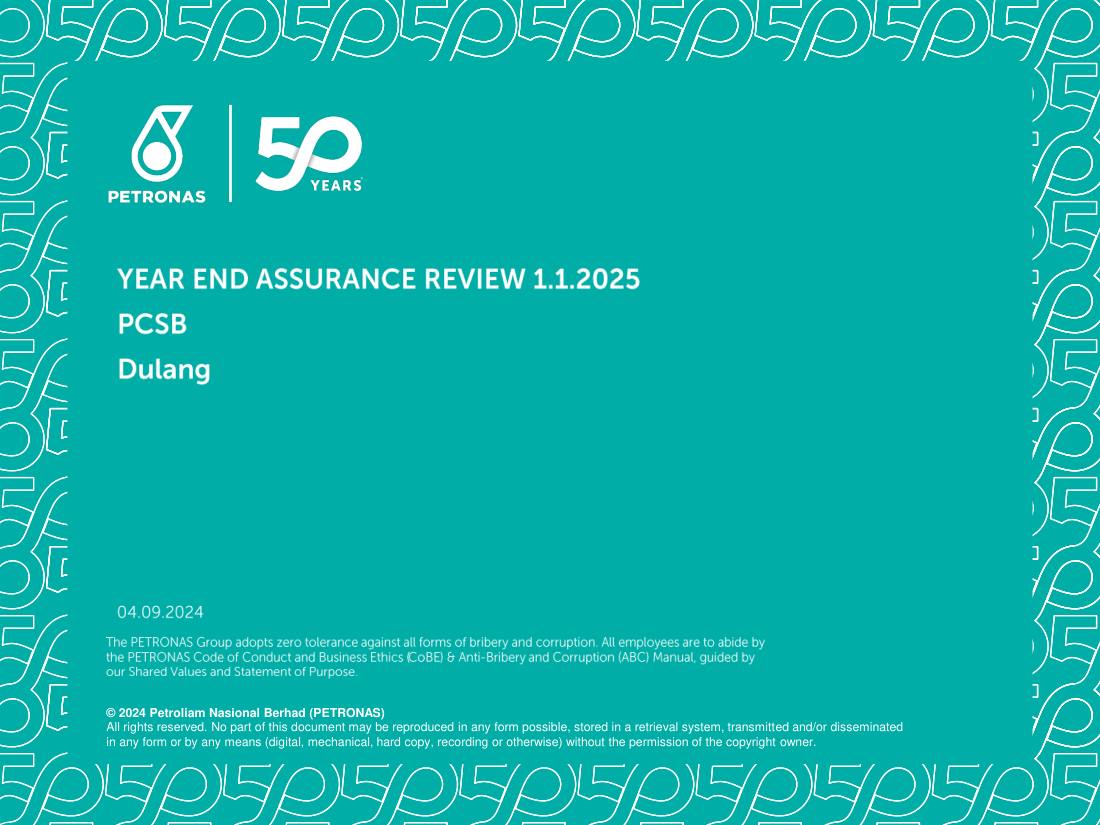 PETRONAS
50
YEARS
YEAR END ASSURANCE REVIEW 1.1.2025
PCSB
Dulang
04.09.2024
The PETRONAS Group adopts zero tolerance against all forms of bribery and corruption. All employees are to abide by
the PETRONAS Code of Conduct and Business Ethics (CoBE) & Anti-Bribery and Corruption (ABC) Manual, guided by
our Shared Values and Statement of Purpose.
© 2024 Petroliam Nasional Berhad (PETRONAS)
All rights reserved. No part of this document may be reproduced in any form possible, stored in a retrieval system, transmitted and/or disseminated
in any form or by any means (digital, mechanical, hard copy, recording or otherwise) without the permission of the copyright owner.